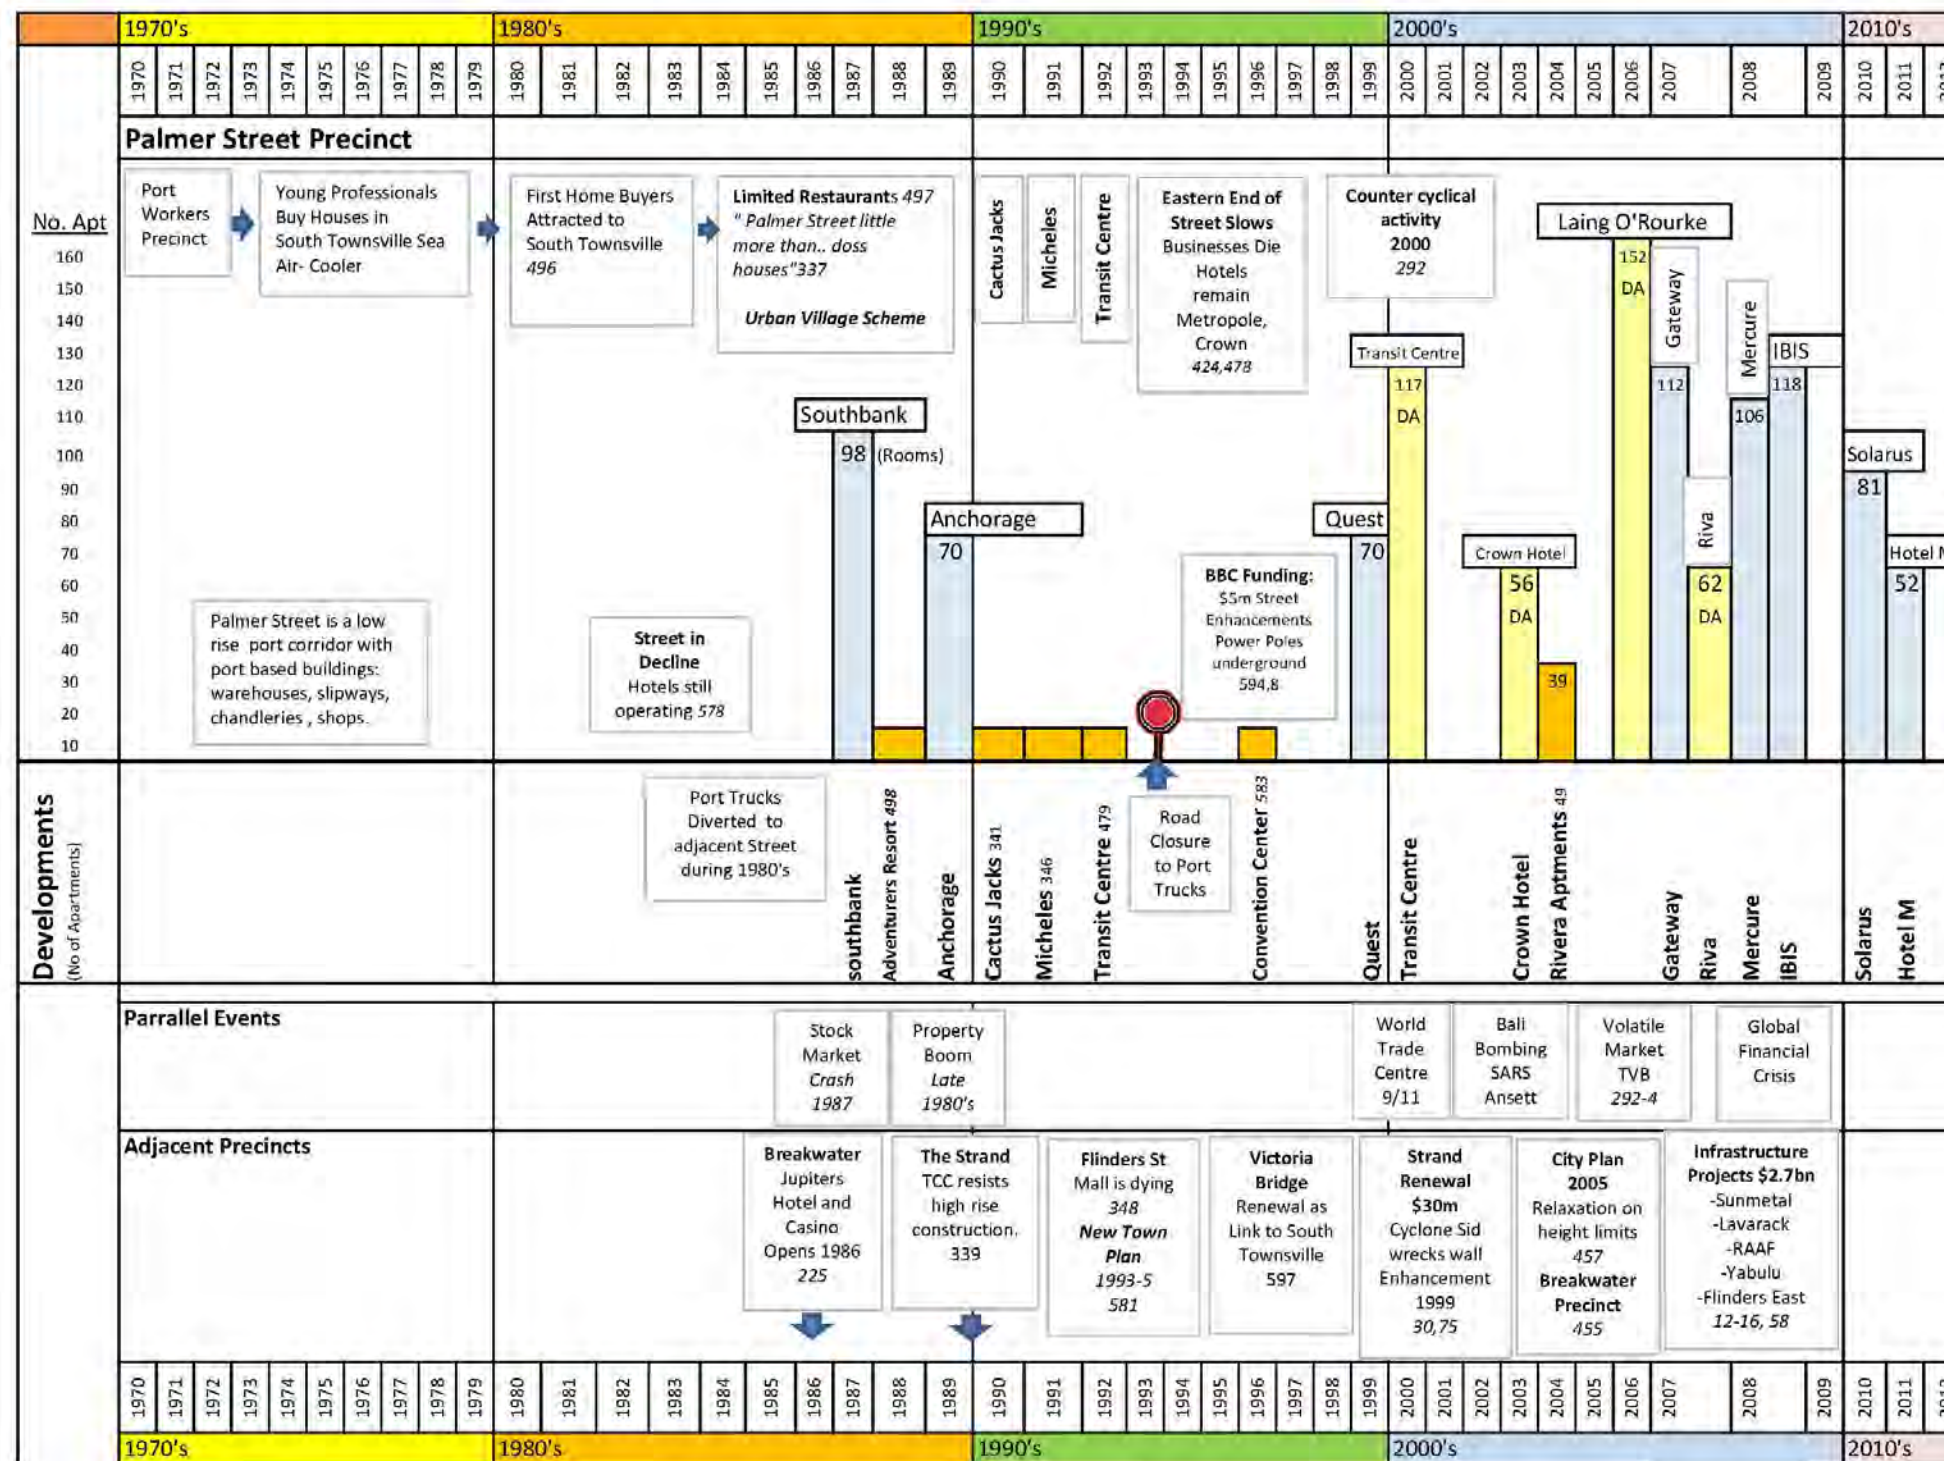 1970's 1980's 1990's 2000's 2010's
1970 1971 1972 1973 1974 1975 1976 1977 1978 1979 1980 1981 1982 1983 1984 1985 1986 1987 1988 1989 1990 1991 1992 1993 1994 1995 1996 1997 1998 1999 2000 2001 2002 2003 2004 2005 2006 2007 2008 2009 2010 2011
Palmer Street Precinct
Port
Workers
Precinct
Young Professionals
Buy Houses in
South Townsville Sea
Air- Cooler
First Home Buyers
Attracted to
South Townsville
496
Limited Restaurants 497
" Palmer Street little
more than.. doss
houses"337
Urban Village Scheme
Cactus Jacks
Micheles
Transit Centre
Eastern End of
Street Slows
Businesses Die
Hotels
remain
Metropole,
Crown
424,478
Counter cyclical
activity
2000
292
No. Apt
160
150
140
130
120
110
100
90
80
70
60
50
40
30
20
10
Southbank
98 (Rooms)
Anchorage
70
Quest
70
Transit Centre
117
DA
Crown Hotel
56
DA
39
Laing O'Rourke
152
DA
Gateway
112
Riva
62
DA
Mercure
106
IBIS
118
Solarus
81
Hotel M
52
Palmer Street is a low
rise port corridor with
port based buildings:
warehouses, slipways,
chandleries , shops.
Street in
Decline
Hotels still
operating 578
BBC Funding:
$5m Street
Enhancements
Power Poles
underground
594,8
Developments
(No of Apartments)
Port Trucks
Diverted to
adjacent Street
during 1980's
southbank
Adventurers Resort 498
Anchorage
Cactus Jacks 341
Micheles 346
Transit Centre 479
Road
Closure
to Port
Trucks
Convention Center 583
Quest
Transit Centre
Crown Hotel
Rivera Aptments 49
Gateway
Riva
Mercure
IBIS
Solarus
Hotel M
Parrallel Events
Stock
Market
Crash
1987
Property
Boom
Late
1980's
World
Trade
Centre
9/11
Bali
Bombing
SARS
Ansett
Volatile
Market
TVB
292-4
Global
Financial
Crisis
Adjacent Precincts
Breakwater
Jupiters
Hotel and
Casino
Opens 1986
225
The Strand
TCC resists
high rise
construction.
339
Flinders St
Mall is dying
348
New Town
Plan
1993-5
581
Victoria
Bridge
Renewal as
Link to South
Townsville
597
Strand
Renewal
$30m
Cyclone Sid
wrecks wall
Enhancement
1999
30,75
City Plan
2005
Relaxation on
height limits
457
Breakwater
Precinct
455
Infrastructure
Projects $2.7bn
-Sunmetal
-Lavarack
-RAAF
-Yabulu
-Flinders East
12-16, 58
1970 1971 1972 1973 1974 1975 1976 1977 1978 1979 1980 1981 1982 1983 1984 1985 1986 1987 1988 1989 1990 1991 1992 1993 1994 1995 1996 1997 1998 1999 2000 2001 2002 2003 2004 2005 2006 2007 2008 2009 2010 2011
1970's 1980's 1990's 2000's 2010's